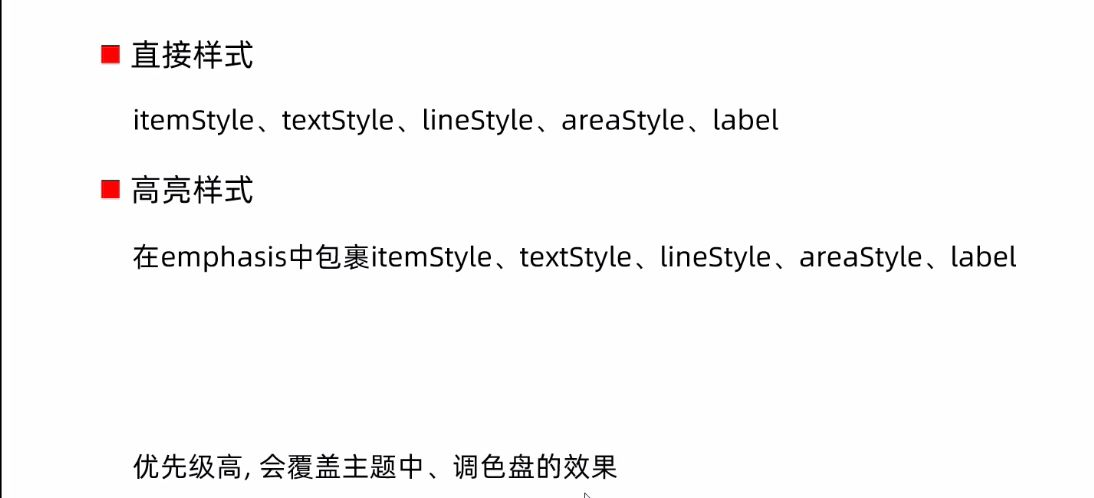 直接样式
itemStyle、textStyle、lineStyle、areaStyle、label
高亮样式
在emphasis中包裹itemStyle、textStyle、lineStyle、areaStyle、label
优先级高, 会覆盖主题中、调色盘的效果